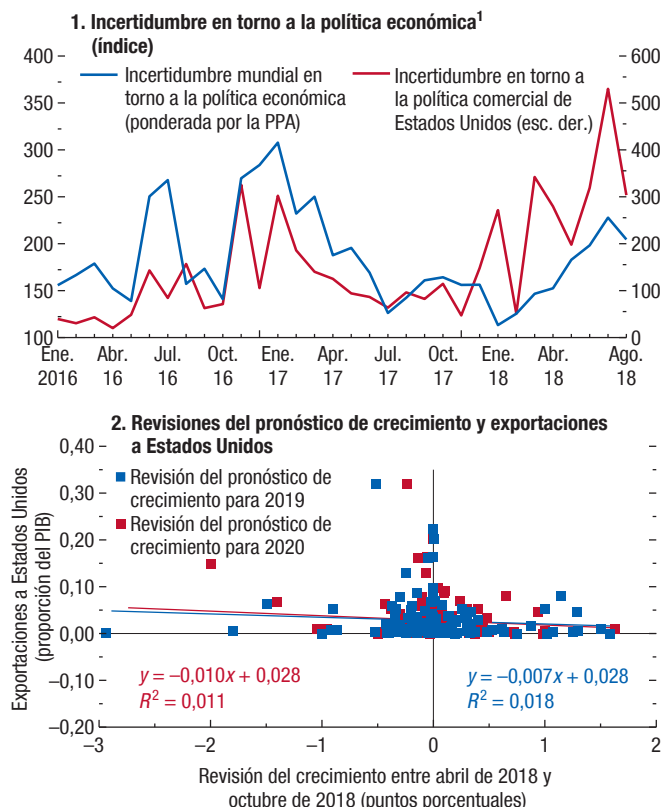 1. Incertidumbre en torno a la política económica¹
(índice)
400
350
300
250
200
150
100
600
500
400
300
200
100
0
Incertidumbre mundial en
torno a la política económica
(ponderada por la PPA)
Incertidumbre en torno a
la política comercial de
Estados Unidos (esc. der.)
Ene. Abr. Jul. Oct. Ene. Abr. Jul. Oct. Ene. Abr. Ago.
2016 16 16 16 17 17 17 17 18 18 18
2. Revisiones del pronóstico de crecimiento y exportaciones
a Estados Unidos
Exportaciones a Estados Unidos
(proporción del PIB)
0,40
0,30
0,20
0,10
0,00
–0,10
–0,20
Revisión del pronóstico de
crecimiento para 2019
Revisión del pronóstico de
crecimiento para 2020
y = –0,010x + 0,028
R² = 0,011
y = –0,007x + 0,028
R² = 0,018
–3 –2 –1 0 1 2
Revisión del crecimiento entre abril de 2018 y
octubre de 2018 (puntos porcentuales)